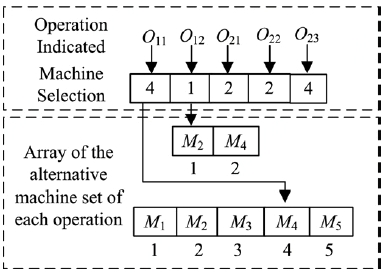 Operation Indicated
O11 O12 O21 O22 O23
Machine Selection
4 1 2 2 4
Array of the alternative machine set of each operation
M2 M4
1 2
M1 M2 M3 M4 M5
1 2 3 4 5